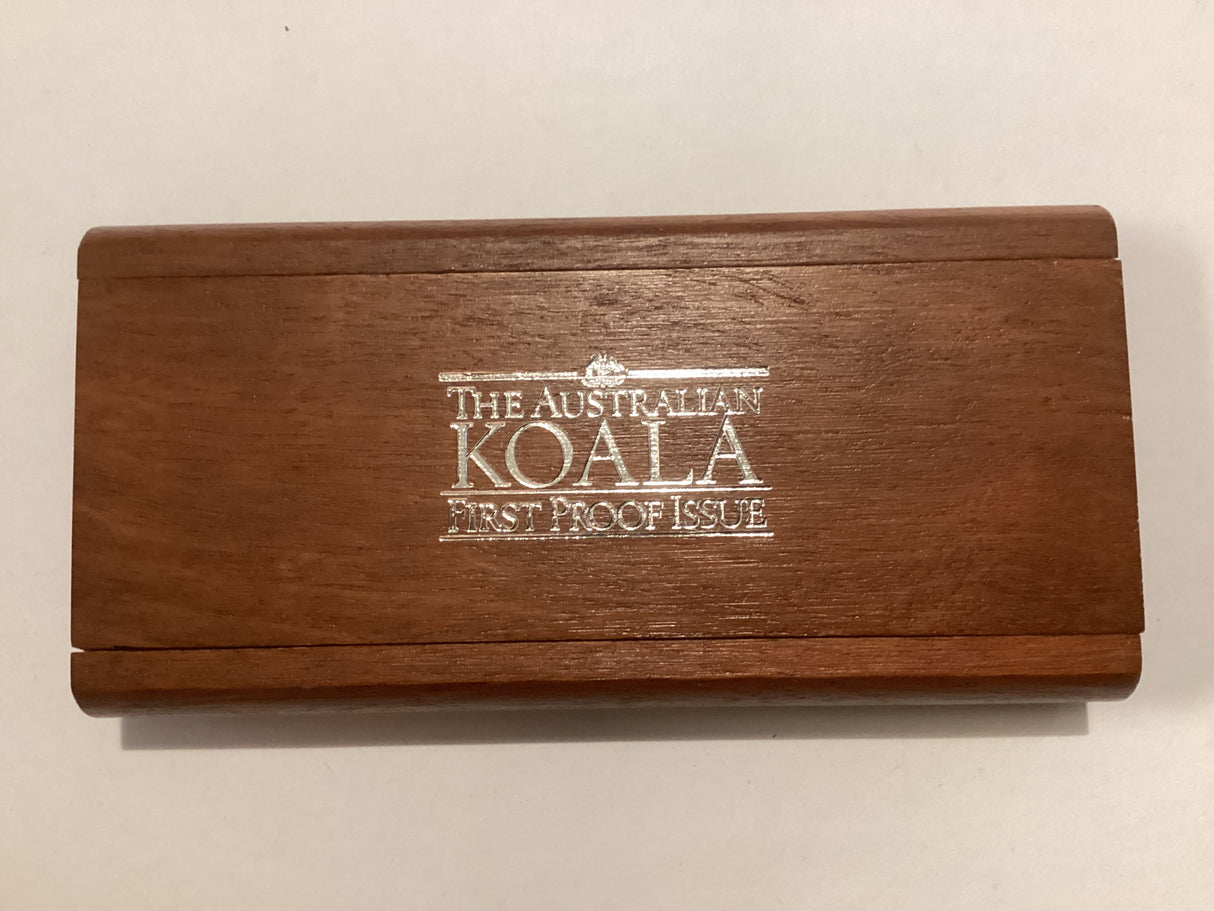 THE AUSTRALIAN
KOALA
FIRST PROOF ISSUE